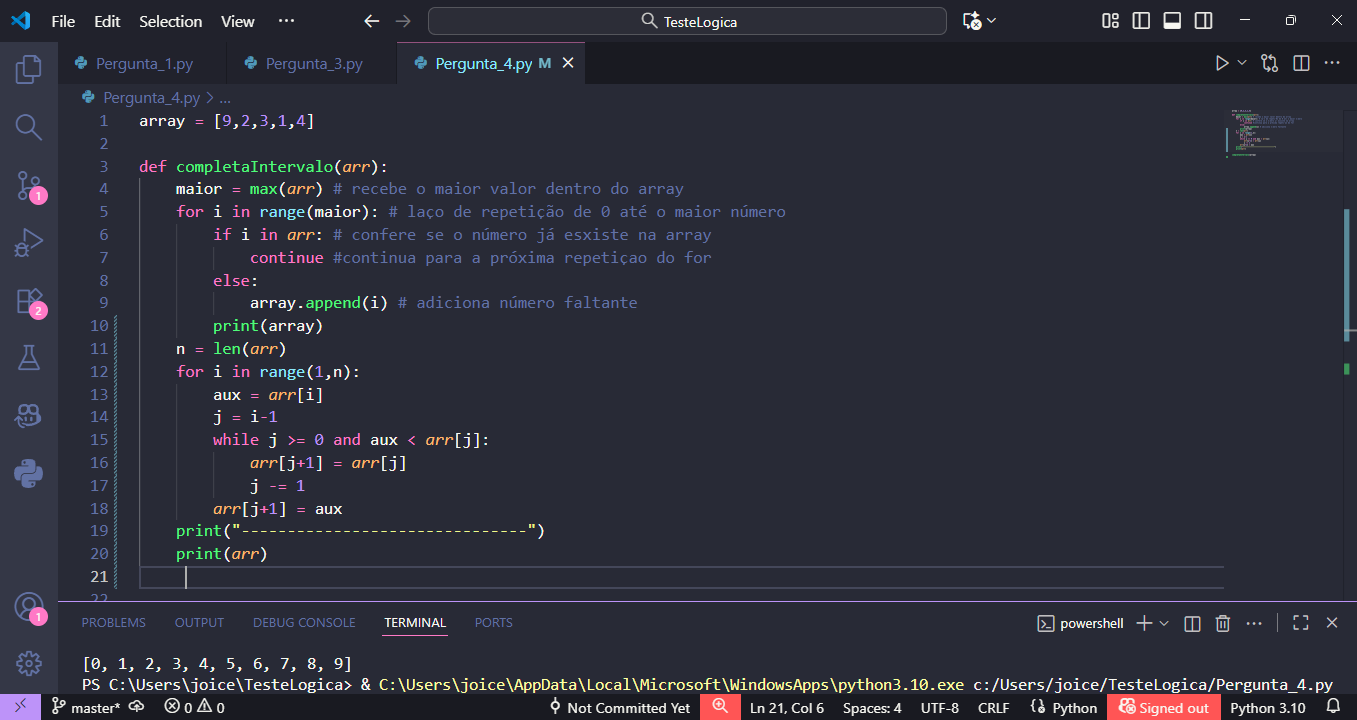 File Edit Selection View ··· TesteLogica
Pergunta_1.py Pergunta_3.py Pergunta_4.py M
Pergunta_4.py > ...
1 array = [9,2,3,1,4]
2
3 def completaIntervalo(arr):
4 maior = max(arr) # recebe o maior valor dentro do array
5 for i in range(maior): # laço de repetição de 0 até o maior número
6 if i in arr: # confere se o número já esxiste na array
7 continue #continua para a próxima repetiçao do for
8 else:
9 array.append(i) # adiciona número faltante
10 print(array)
11 n = len(arr)
12 for i in range(1,n):
13 aux = arr[i]
14 j = i-1
15 while j >= 0 and aux < arr[j]:
16 arr[j+1] = arr[j]
17 j -= 1
18 arr[j+1] = aux
19 print("-------------------------------")
20 print(arr)
21
22
1
2
1
PROBLEMS OUTPUT DEBUG CONSOLE TERMINAL PORTS powershell
[0, 1, 2, 3, 4, 5, 6, 7, 8, 9]
PS C:\Users\joice\TesteLogica> & C:\Users\joice\AppData\Local\Microsoft\WindowsApps\python3.10.exe c:/Users/joice/TesteLogica/Pergunta_4.py
master* 0 0 Not Committed Yet Ln 21, Col 6 Spaces: 4 UTF-8 CRLF Python Signed out Python 3.10